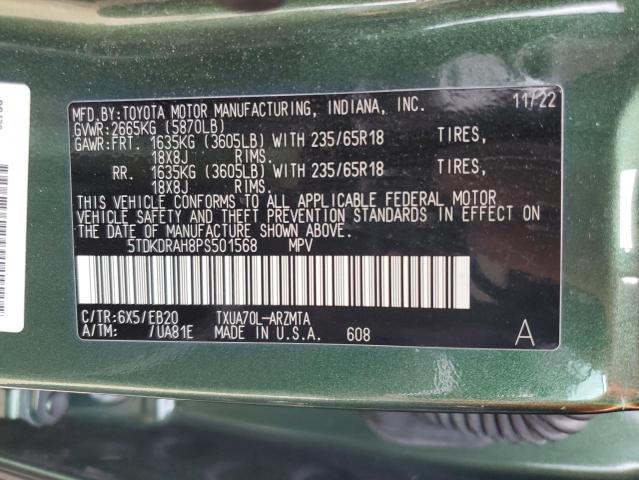 MFD.BY:TOYOTA MOTOR MANUFACTURING, INDIANA, INC. 11/22
GVWR:2665KG (5870LB)
GAWR:FRT. 1635KG (3605LB) WITH 235/65R18 TIRES,
18X8J RIMS.
RR. 1635KG (3605LB) WITH 235/65R18 TIRES,
18X8J RIMS.
THIS VEHICLE CONFORMS TO ALL APPLICABLE FEDERAL MOTOR
VEHICLE SAFETY AND THEFT PREVENTION STANDARDS IN EFFECT ON
THE DATE OF MANUFACTURE SHOWN ABOVE.
5TDKDRAH8PS501568 MPV
C/TR:6X5/EB20 TXUA70L-ARZMTA
A/TM: /UA81E MADE IN U.S.A. 608 A